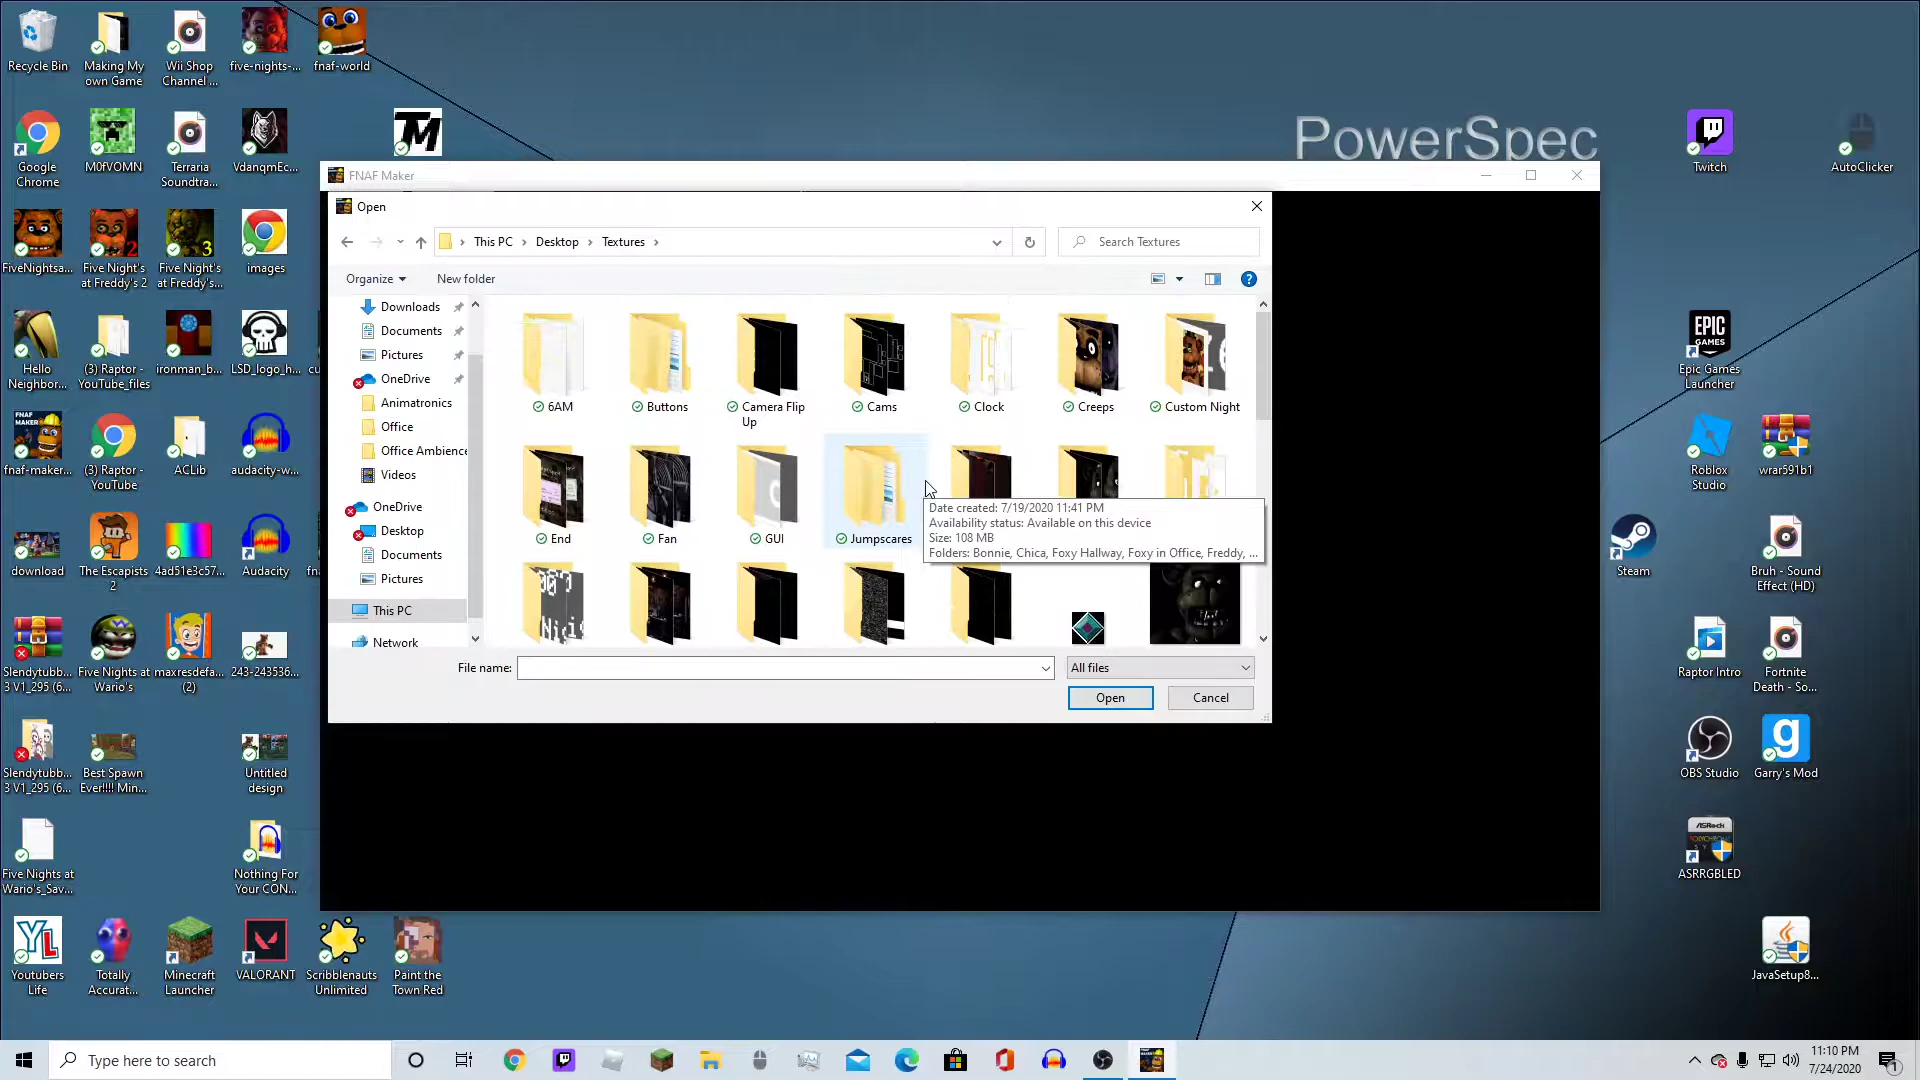 Recycle Bin
Making My
own Game
Wii Shop
Channel ...
five-nights-...
fnaf-world
Google
Chrome
M0fVOMN
Terraria
Soundtra...
VdanqmEc...
TM
PowerSpec
Twitch
AutoClicker
FiveNightsa...
Five Night's
at Freddy's 2
Five Night's
at Freddy's...
images
Hello
Neighbor...
(3) Raptor -
YouTube_files
ironman_b...
LSD_logo_h...
fnaf-maker...
(3) Raptor -
YouTube
ACLib
audacity-w...
download
The Escapists
2
4ad51e3c57...
Audacity
Slendytubb...
3 V1_295 (6...
Five Nights at
Wario's
maxresdefa...
(2)
243-243536...
Slendytubb...
3 V1_295 (6...
Best Spawn
Ever!!!! Min...
Untitled
design
Five Nights at
Wario's_Sav...
Nothing For
Your CON...
Youtubers
Life
Totally
Accurat...
Minecraft
Launcher
VALORANT
Scribblenauts
Unlimited
Paint the
Town Red
FNAF Maker
Open
This PC
Desktop
Textures
Search Textures
Organize
New folder
Downloads
Documents
Pictures
OneDrive
Animatronics
Office
Office Ambience
Videos
OneDrive
Desktop
Documents
Pictures
This PC
Network
6AM
Buttons
Camera Flip
Up
Cams
Clock
Creeps
Custom Night
End
Fan
GUI
Jumpscares
Date created: 7/19/2020 11:41 PM
Availability status: Available on this device
Size: 108 MB
Folders: Bonnie, Chica, Foxy Hallway, Foxy in Office, Freddy, ...
File name:
All files
Open
Cancel
EPIC
GAMES
Epic Games
Launcher
Roblox
Studio
wrar591b1
Steam
Bruh - Sound
Effect (HD)
Raptor Intro
Fortnite
Death - So...
OBS Studio
Garry's Mod
ASRock
ASRRGBLED
JavaSetup8...
Type here to search
11:10 PM
7/24/2020